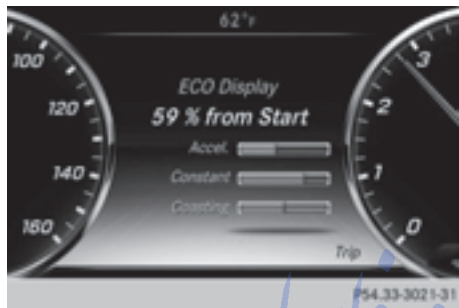 62°F
100
120
140
160
ECO Display
59 % from Start
Accel.
Constant
Coasting
Trip
3
2
1
0
P54.33-3021-31